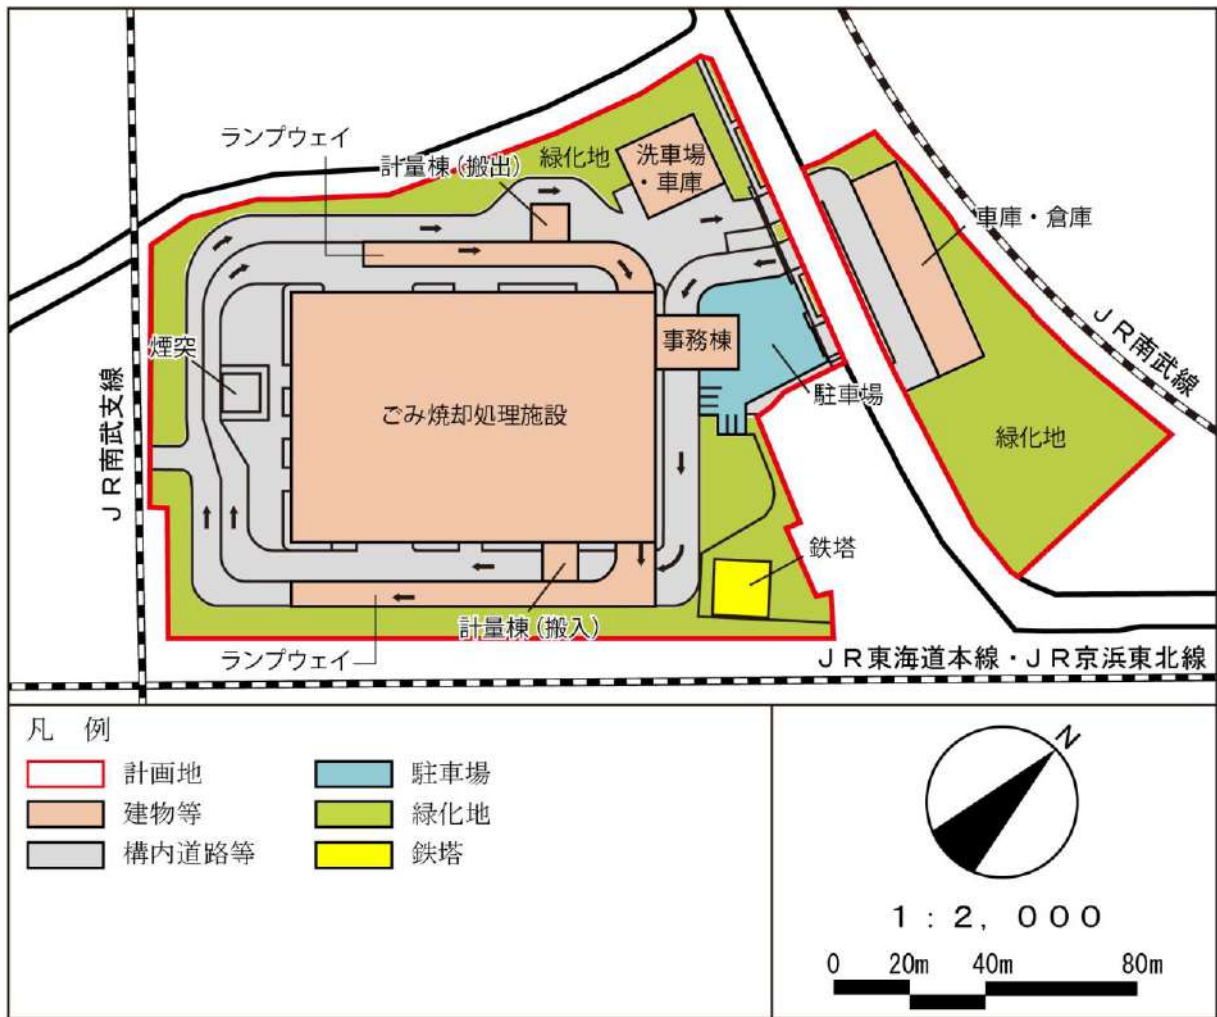 ランプウェイ
計量棟（搬出）
緑化地
洗車場
・車庫
車庫・倉庫
JR南武線
煙突
事務棟
駐車場
ごみ焼却処理施設
緑化地
JR南武支線
鉄塔
計量棟（搬入）
ランプウェイ
JR東海道本線・JR京浜東北線
凡　例
計画地
駐車場
建物等
緑化地
構内道路等
鉄塔
N
1：2，000
0 20m 40m 80m